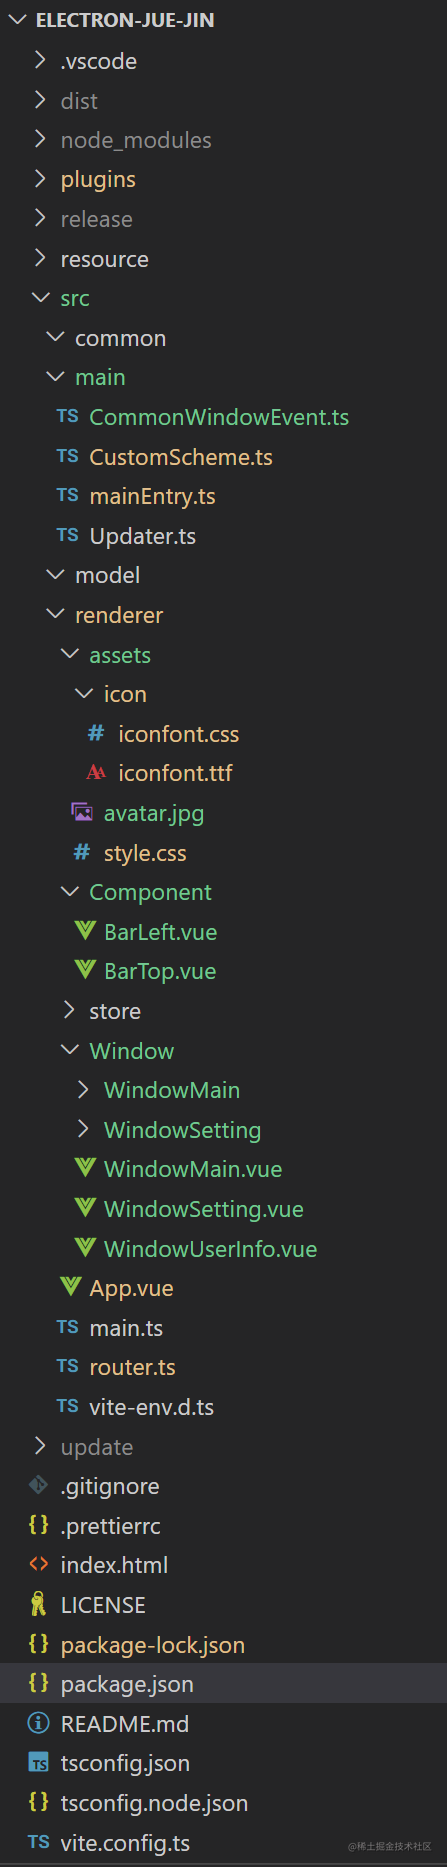 ELECTRON-JUE-JIN
.vscode
dist
node_modules
plugins
release
resource
src
common
main
TS CommonWindowEvent.ts
TS CustomScheme.ts
TS mainEntry.ts
TS Updater.ts
model
renderer
assets
icon
# iconfont.css
AA iconfont.ttf
avatar.jpg
# style.css
Component
BarLeft.vue
BarTop.vue
store
Window
WindowMain
WindowSetting
WindowMain.vue
WindowSetting.vue
WindowUserInfo.vue
App.vue
TS main.ts
TS router.ts
TS vite-env.d.ts
update
.gitignore
{} .prettierrc
index.html
LICENSE
{} package-lock.json
{} package.json
README.md
TS tsconfig.json
{} tsconfig.node.json
TS vite.config.ts
@稀土掘金技术社区